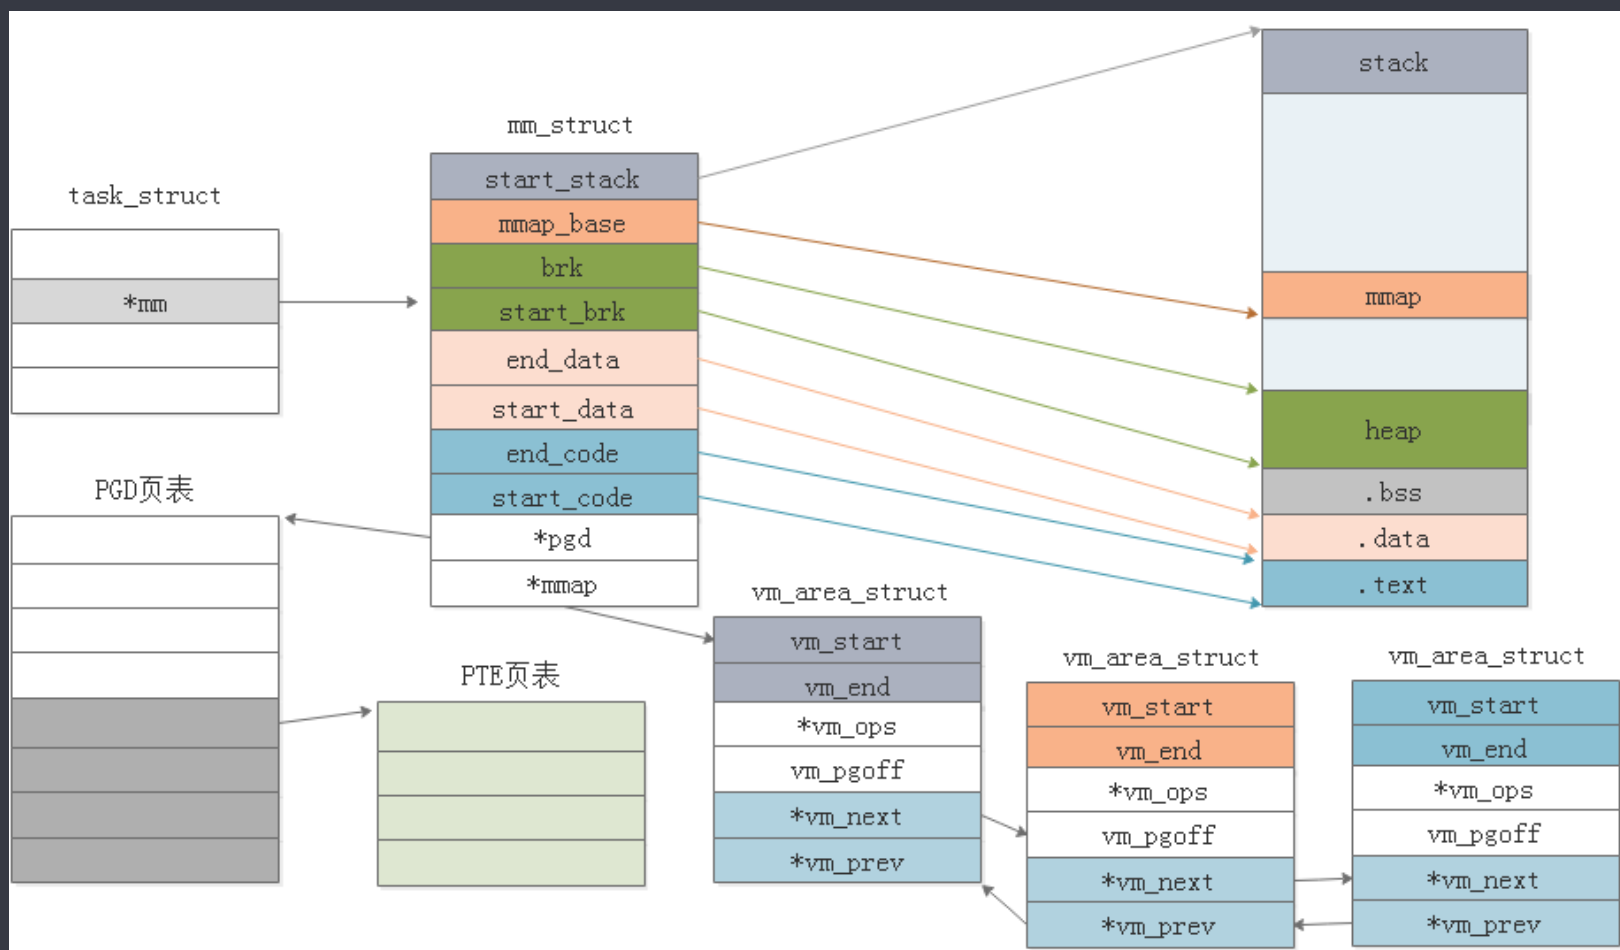 task_struct
*mm
mm_struct
start_stack
mmap_base
brk
start_brk
end_data
start_data
end_code
start_code
*pgd
*mmap
stack
mmap
heap
.bss
.data
.text
PGD页表
PTE页表
vm_area_struct
vm_start
vm_end
*vm_ops
vm_pgoff
*vm_next
*vm_prev
vm_area_struct
vm_start
vm_end
*vm_ops
vm_pgoff
*vm_next
*vm_prev
vm_area_struct
vm_start
vm_end
*vm_ops
vm_pgoff
*vm_next
*vm_prev